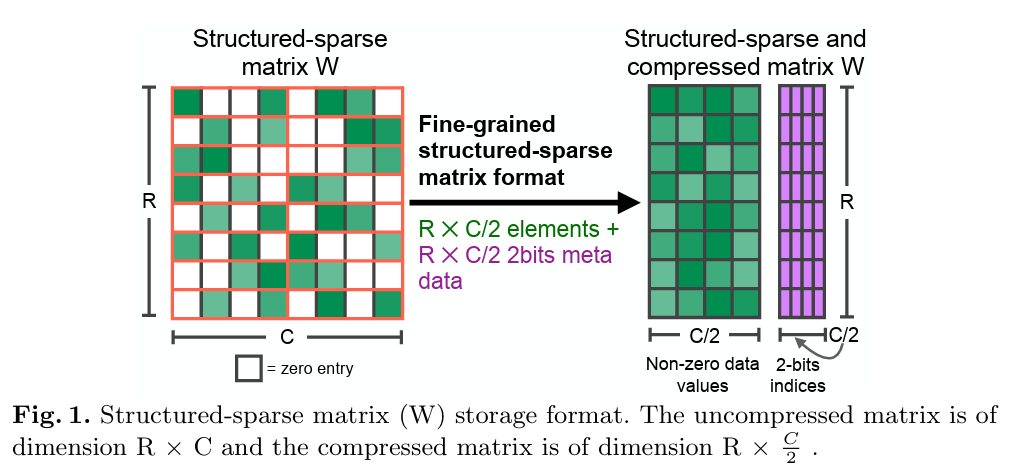 Structured-sparse
matrix W
Structured-sparse and
compressed matrix W
R
Fine-grained
structured-sparse
matrix format
R × C/2 elements +
R × C/2 2bits meta
data
R
C
= zero entry
C/2
C/2
Non-zero data
values
2-bits
indices
Fig. 1. Structured-sparse matrix (W) storage format. The uncompressed matrix is of
dimension R × C and the compressed matrix is of dimension R × C/2 .